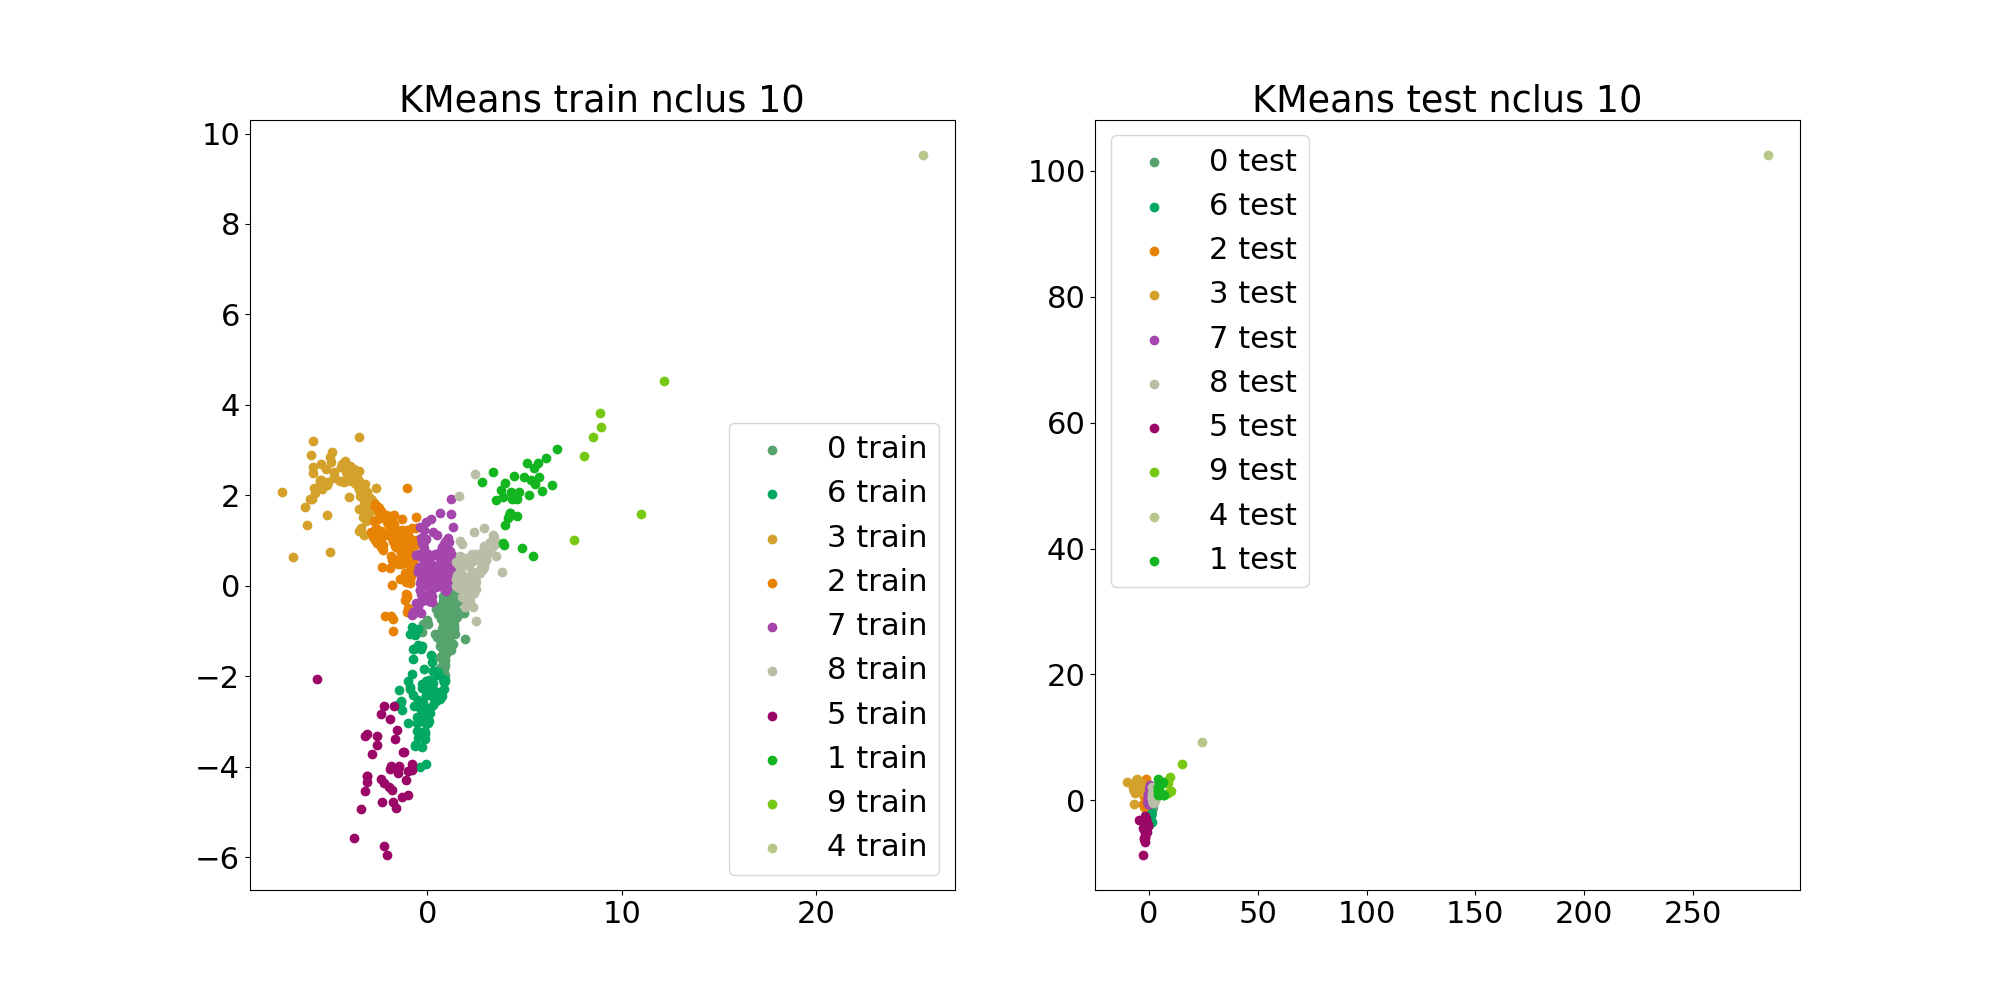 KMeans train nclus 10
10
8
6
4
2
0
−2
−4
−6
0
10
20
0 train
6 train
3 train
2 train
7 train
8 train
5 train
1 train
9 train
4 train
KMeans test nclus 10
100
80
60
40
20
0
0
50
100
150
200
250
0 test
6 test
2 test
3 test
7 test
8 test
5 test
9 test
4 test
1 test